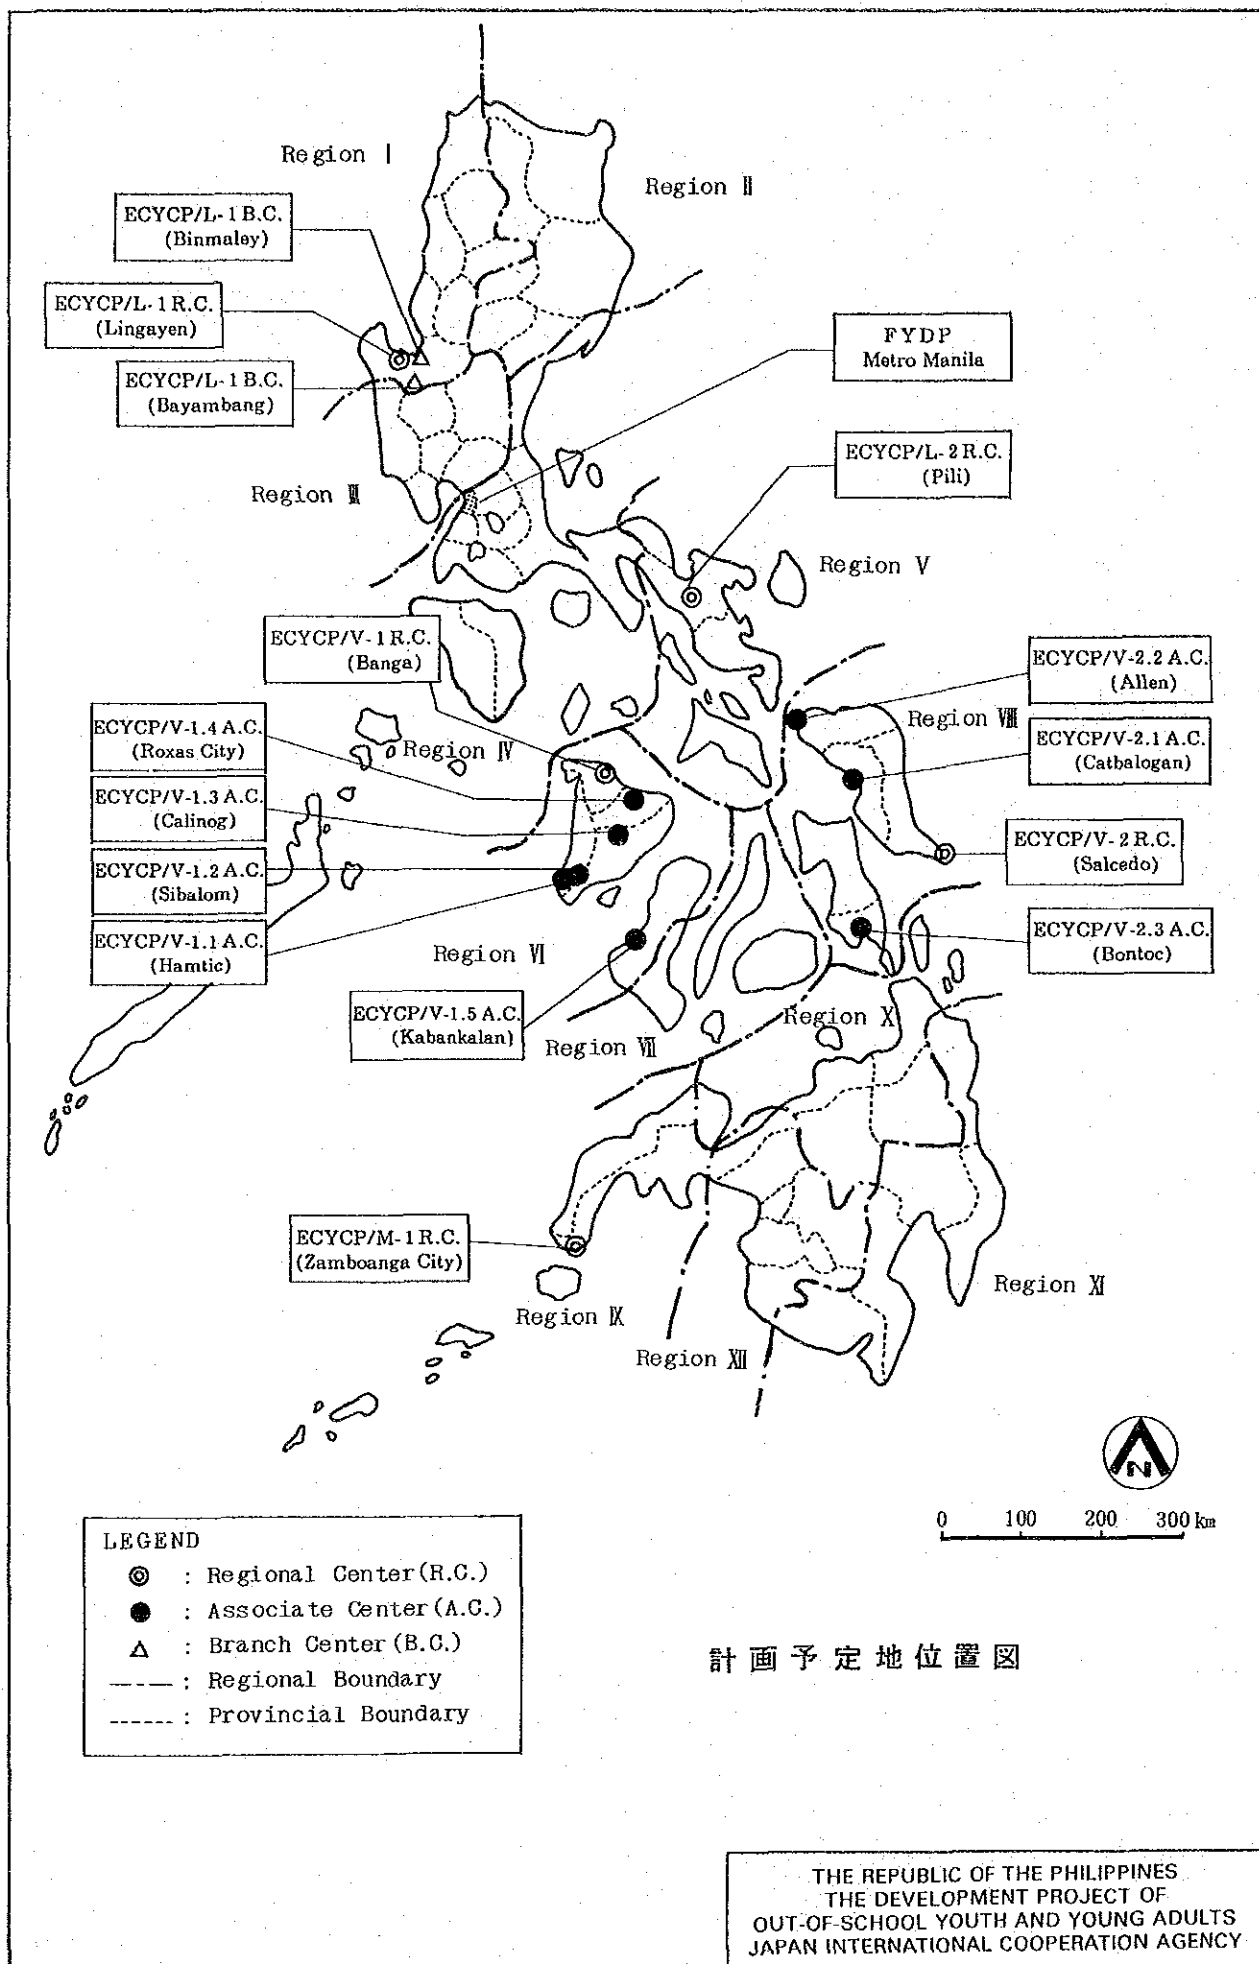 Region Ⅰ
Region Ⅱ
ECYCP/L-1 B.C.
(Binmaley)
ECYCP/L-1 R.C.
(Lingayen)
ECYCP/L-1 B.C.
(Bayambang)
FYDP
Metro Manila
ECYCP/L-2 R.C.
(Pili)
Region Ⅲ
Region Ⅴ
ECYCP/V-1 R.C.
(Banga)
ECYCP/V-2.2 A.C.
(Allen)
ECYCP/V-1.4 A.C.
(Roxas City)
Region Ⅳ
Region Ⅷ
ECYCP/V-2.1 A.C.
(Catbalogan)
ECYCP/V-1.3 A.C.
(Calinog)
ECYCP/V-2 R.C.
(Salcedo)
ECYCP/V-1.2 A.C.
(Sibalom)
ECYCP/V-1.1 A.C.
(Hamtic)
ECYCP/V-2.3 A.C.
(Bontoc)
Region Ⅵ
ECYCP/V-1.5 A.C.
(Kabankalan)
Region Ⅶ
Region Ⅹ
ECYCP/M-1 R.C.
(Zamboanga City)
Region Ⅸ
Region Ⅺ
Region Ⅻ
N
0 100 200 300 km
LEGEND
: Regional Center (R.C.)
: Associate Center (A.C.)
: Branch Center (B.C.)
: Regional Boundary
: Provincial Boundary
計画予定地位置図
THE REPUBLIC OF THE PHILIPPINES
THE DEVELOPMENT PROJECT OF
OUT-OF-SCHOOL YOUTH AND YOUNG ADULTS
JAPAN INTERNATIONAL COOPERATION AGENCY